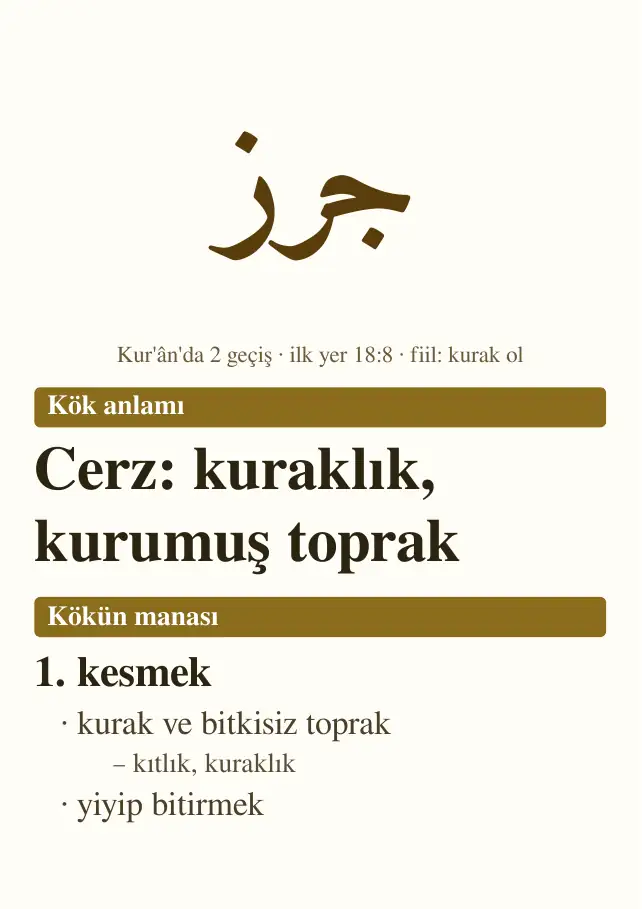 جرز
Kur'ân'da 2 geçiş · ilk yer 18:8 · fiil: kurak ol
Kök anlamı
Cerz: kuraklık,
kurumuş toprak
Kökün manası
1. kesmek
· kurak ve bitkisiz toprak
– kıtlık, kuraklık
· yiyip bitirmek